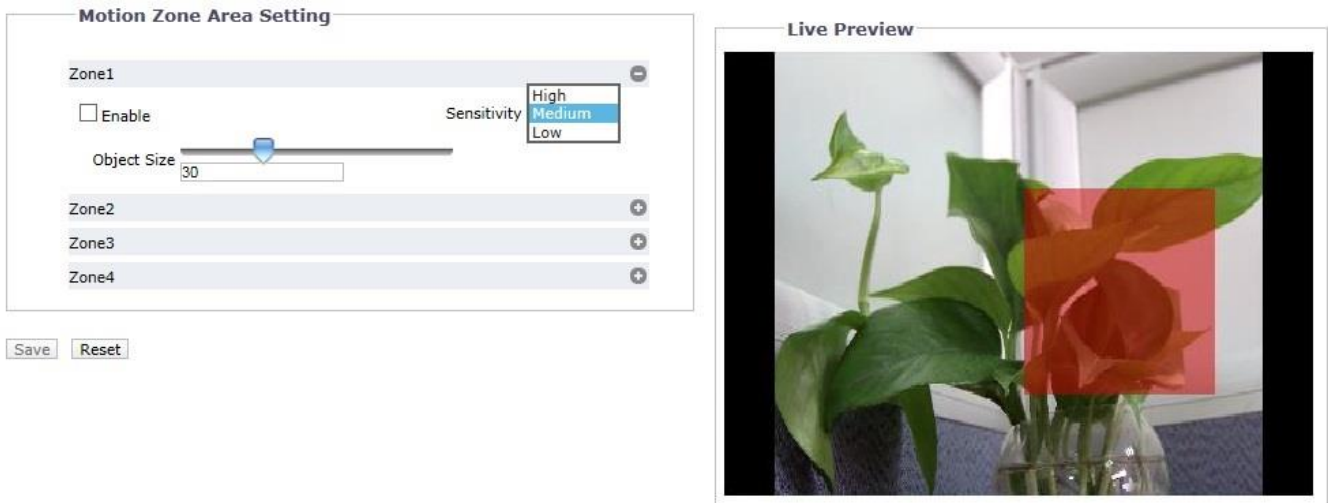 Motion Zone Area Setting
Zone1
Enable
Sensitivity
High
Medium
Low
Object Size
30
Zone2
Zone3
Zone4
Save
Reset
Live Preview